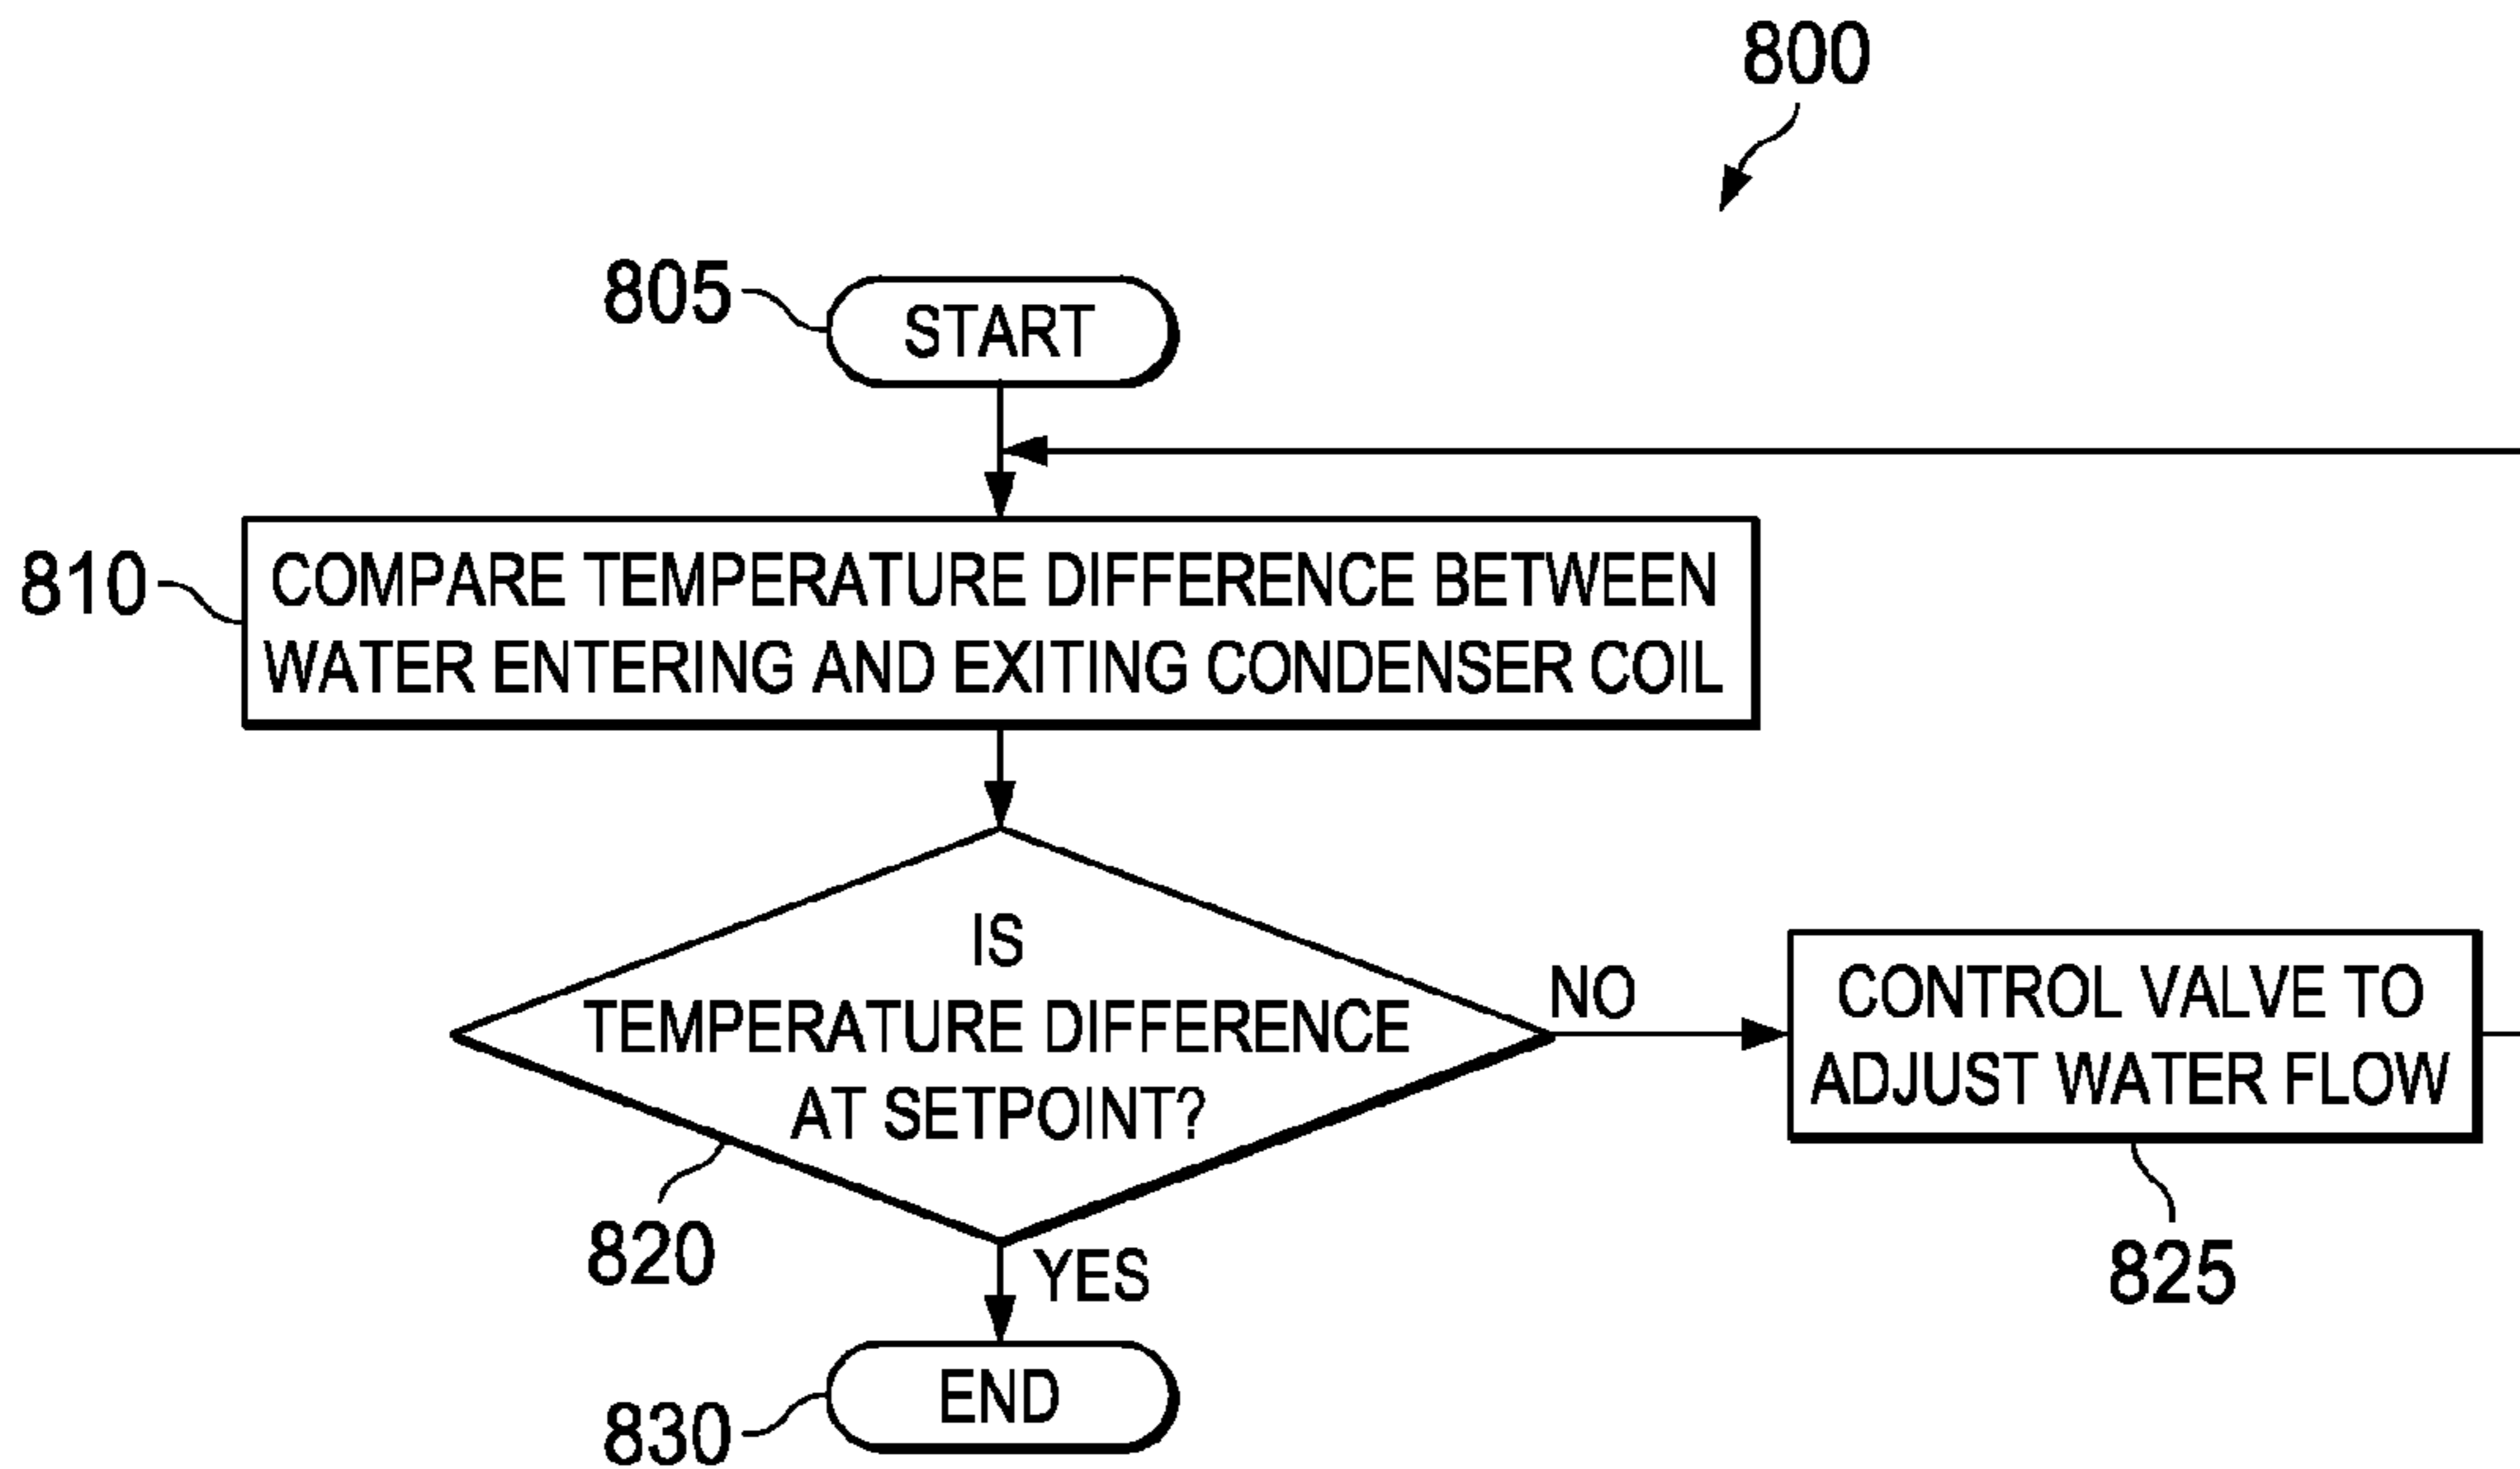 800
805
START
810
COMPARE TEMPERATURE DIFFERENCE BETWEEN
WATER ENTERING AND EXITING CONDENSER COIL
IS
TEMPERATURE DIFFERENCE
AT SETPOINT?
NO
CONTROL VALVE TO
ADJUST WATER FLOW
820
825
YES
END
830